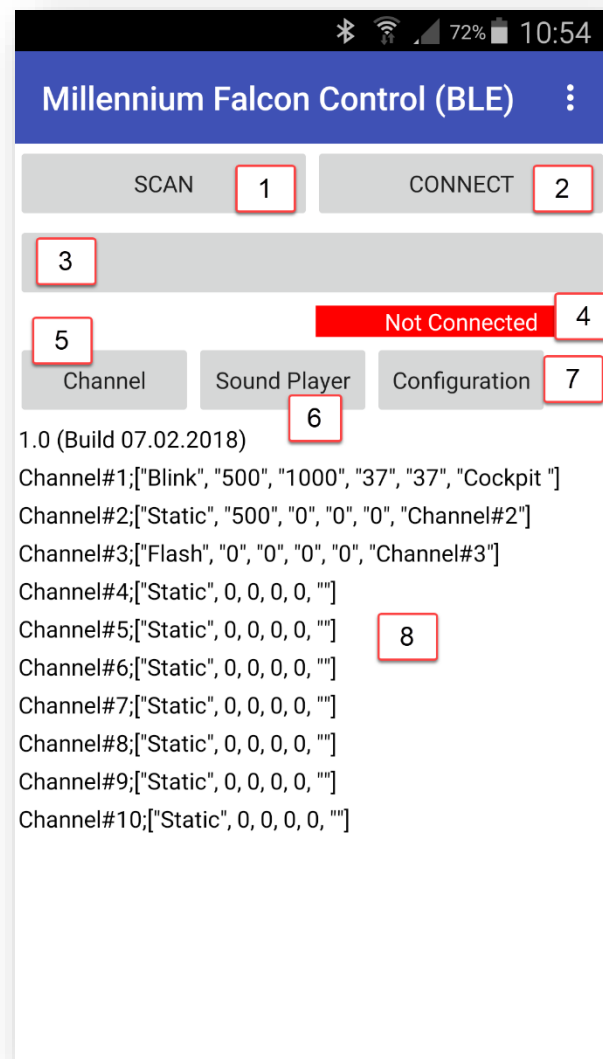 72% 10:54
Millennium Falcon Control (BLE)
SCAN 1 CONNECT 2
3
Not Connected 4
5
Channel Sound Player Configuration 7
6
1.0 (Build 07.02.2018)
Channel#1;["Blink", "500", "1000", "37", "37", "Cockpit "]
Channel#2;["Static", "500", "0", "0", "0", "Channel#2"]
Channel#3;["Flash", "0", "0", "0", "0", "Channel#3"]
Channel#4;["Static", 0, 0, 0, 0, ""]
Channel#5;["Static", 0, 0, 0, 0, ""]
8
Channel#6;["Static", 0, 0, 0, 0, ""]
Channel#7;["Static", 0, 0, 0, 0, ""]
Channel#8;["Static", 0, 0, 0, 0, ""]
Channel#9;["Static", 0, 0, 0, 0, ""]
Channel#10;["Static", 0, 0, 0, 0, ""]